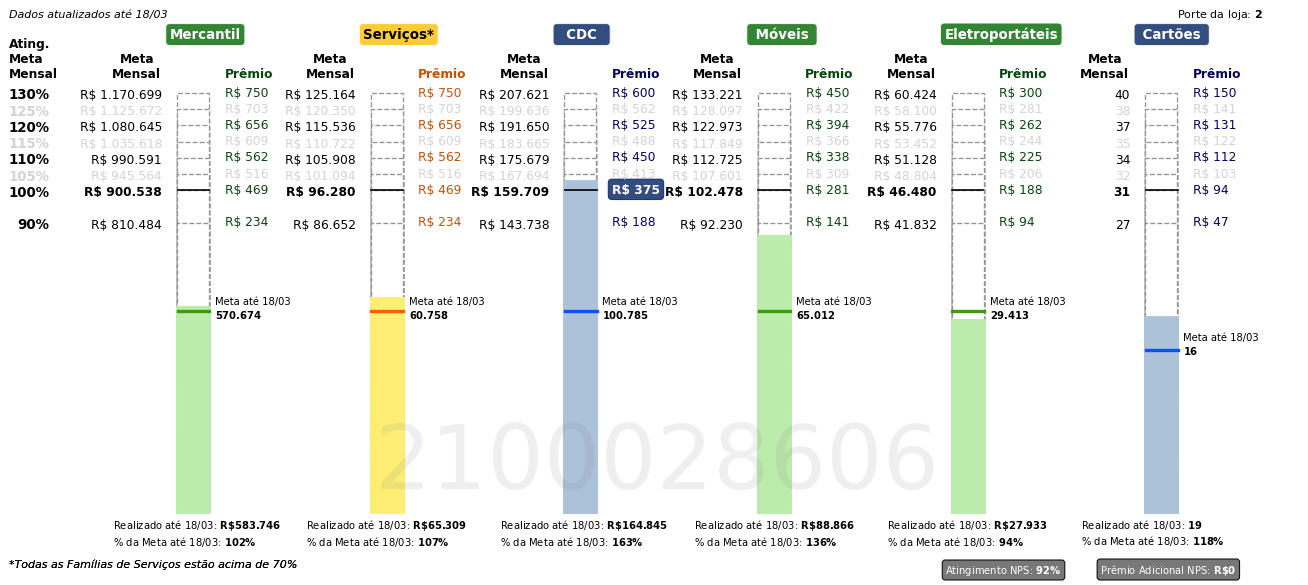 Dados atualizados até 18/03
Porte da loja: 2
Mercantil Serviços* CDC Móveis Eletroportáteis Cartões
Ating. Meta Mensal
Meta Mensal Prêmio Meta Mensal Prêmio Meta Mensal Prêmio Meta Mensal Prêmio Meta Mensal Prêmio Meta Mensal Prêmio
130% R$ 1.170.699 R$ 750 R$ 125.164 R$ 750 R$ 207.621 R$ 600 R$ 133.221 R$ 450 R$ 60.424 R$ 300 40 R$ 150
125% R$ 1.125.672 R$ 703 R$ 120.350 R$ 703 R$ 199.636 R$ 562 R$ 128.097 R$ 422 R$ 58.100 R$ 281 38 R$ 141
120% R$ 1.080.645 R$ 656 R$ 115.536 R$ 656 R$ 191.650 R$ 525 R$ 122.973 R$ 394 R$ 55.776 R$ 262 37 R$ 131
115% R$ 1.035.618 R$ 609 R$ 110.722 R$ 609 R$ 183.665 R$ 488 R$ 117.849 R$ 366 R$ 53.452 R$ 244 35 R$ 122
110% R$ 990.591 R$ 562 R$ 105.908 R$ 562 R$ 175.679 R$ 450 R$ 112.725 R$ 338 R$ 51.128 R$ 225 34 R$ 112
105% R$ 945.564 R$ 516 R$ 101.094 R$ 516 R$ 167.694 R$ 413 R$ 107.601 R$ 309 R$ 48.804 R$ 206 32 R$ 103
100% R$ 900.538 R$ 469 R$ 96.280 R$ 469 R$ 159.709 R$ 375 R$ 102.478 R$ 281 R$ 46.480 R$ 188 31 R$ 94
90% R$ 810.484 R$ 234 R$ 86.652 R$ 234 R$ 143.738 R$ 188 R$ 92.230 R$ 141 R$ 41.832 R$ 94 27 R$ 47
Meta até 18/03 Meta até 18/03 Meta até 18/03 Meta até 18/03 Meta até 18/03
570.674 60.758 100.785 65.012 29.413
Meta até 18/03
16
2100028606
Realizado até 18/03: R$583.746 Realizado até 18/03: R$65.309 Realizado até 18/03: R$164.845 Realizado até 18/03: R$88.866 Realizado até 18/03: R$27.933 Realizado até 18/03: 19
% da Meta até 18/03: 102% % da Meta até 18/03: 107% % da Meta até 18/03: 163% % da Meta até 18/03: 136% % da Meta até 18/03: 94% % da Meta até 18/03: 118%
*Todas as Famílias de Serviços estão acima de 70%
Atingimento NPS: 92% Prêmio Adicional NPS: R$0